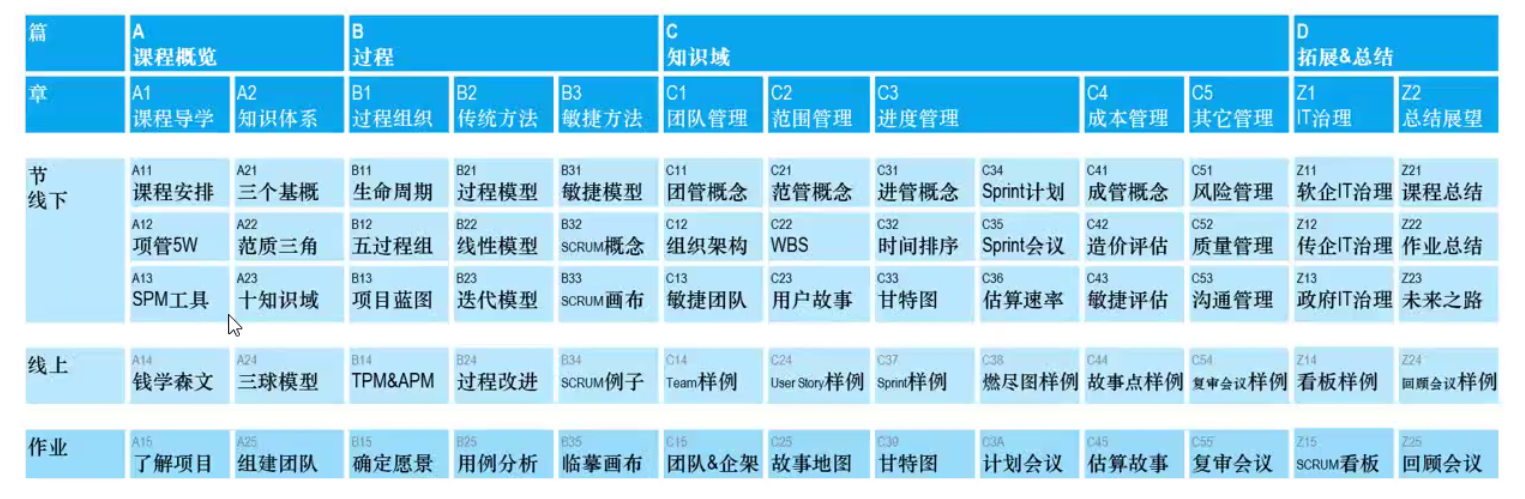 篇 A B C D
课程概览 过程 知识域 拓展&总结
章 A1 A2 B1 B2 B3 C1 C2 C3 C4 C5 Z1 Z2
课程导学 知识体系 过程组织 传统方法 敏捷方法 团队管理 范围管理 进度管理 成本管理 其它管理 IT治理 总结展望
节 A11 A21 B11 B21 B31 C11 C21 C31 C34 C41 C51 Z11 Z21
线下 课程安排 三个基概 生命周期 过程模型 敏捷模型 团管概念 范管概念 进管概念 Sprint计划 成管概念 风险管理 软企IT治理 课程总结
A12 A22 B12 B22 B32 C12 C22 C32 C35 C42 C52 Z12 Z22
项管5W 范质三角 五过程组 线性模型 SCRUM概念 组织架构 WBS 时间排序 Sprint会议 造价评估 质量管理 传企IT治理 作业总结
A13 A23 B13 B23 B33 C13 C23 C33 C36 C43 C53 Z13 Z23
SPM工具 十知识域 项目蓝图 迭代模型 SCRUM画布 敏捷团队 用户故事 甘特图 估算速率 敏捷评估 沟通管理 政府IT治理 未来之路
线上 A14 A24 B14 B24 B34 C14 C24 C37 C38 C44 C54 Z14 Z24
钱学森文 三球模型 TPM&APM 过程改进 SCRUM例子 Team样例 User Story样例 Sprint样例 燃尽图样例 故事点样例 复审会议样例 看板样例 回顾会议样例
作业 A15 A25 B15 B25 B35 C15 C25 C39 C3A C45 C55 Z15 Z25
了解项目 组建团队 确定愿景 用例分析 临摹画布 团队&企架 故事地图 甘特图 计划会议 估算故事 复审会议 SCRUM看板 回顾会议